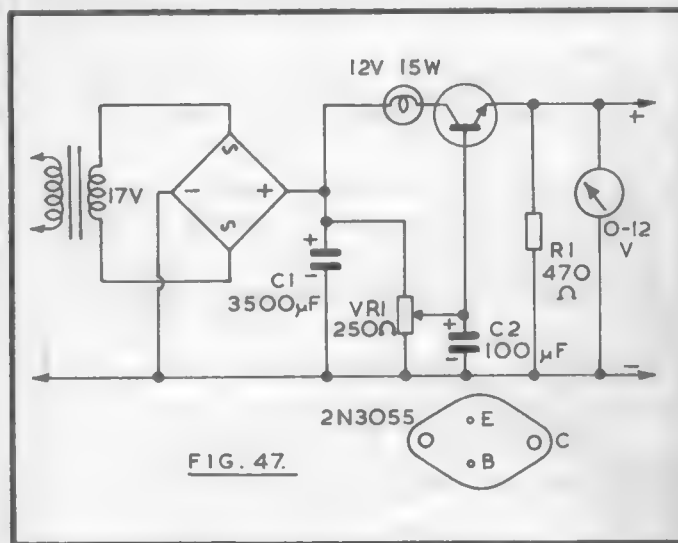 12V 15W
+
17V
S
-
+
S
+
-
C1
3500µF
VR1
250Ω
+
-
C2
100 µF
R1
470
Ω
0-12
V
-
2N3055
E
C
B
FIG. 47.